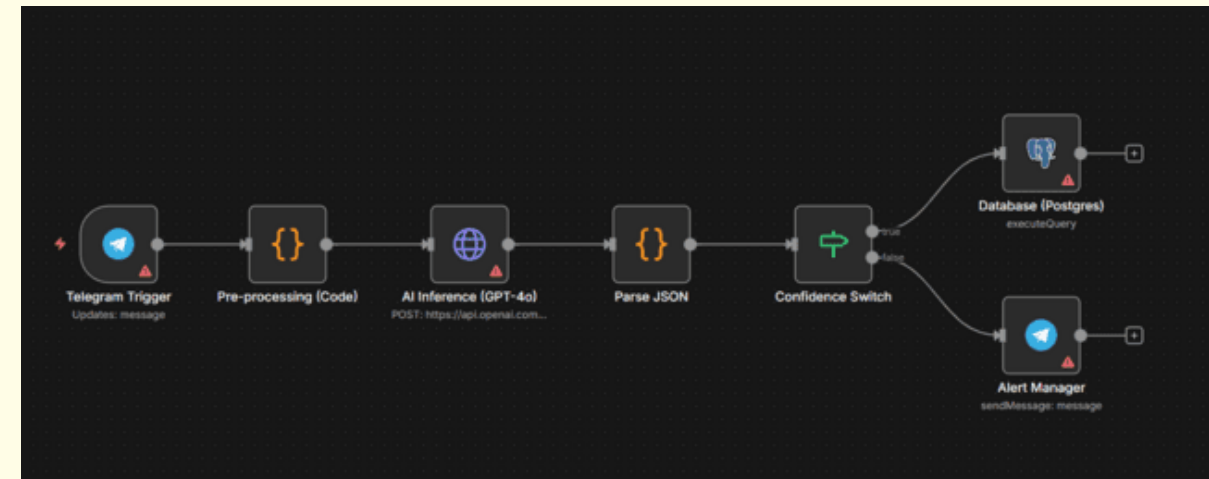 Telegram Trigger
Updates: message
Pre-processing (Code)
AI Inference (GPT-4o)
POST: https://api.openai.com...
Parse JSON
Confidence Switch
true
false
Database (Postgres)
executeQuery
Alert Manager
sendMessage: message